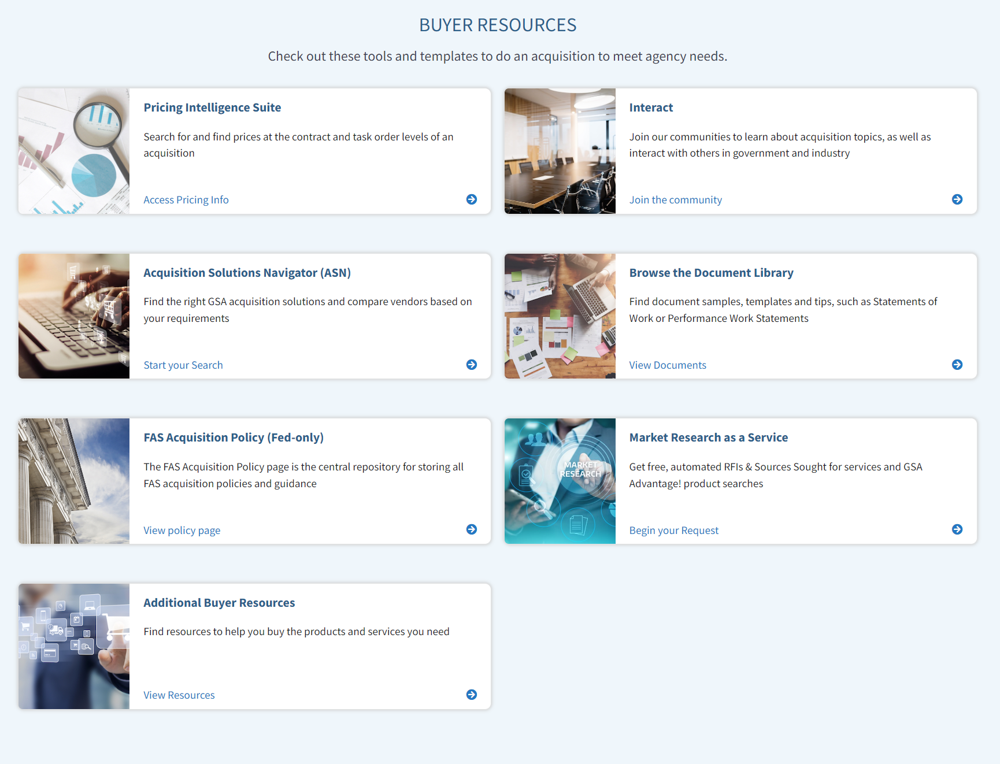 BUYER RESOURCES
Check out these tools and templates to do an acquisition to meet agency needs.
Pricing Intelligence Suite
Search for and find prices at the contract and task order levels of an
acquisition
Access Pricing Info
Interact
Join our communities to learn about acquisition topics, as well as
interact with others in government and industry
Join the community
Acquisition Solutions Navigator (ASN)
Find the right GSA acquisition solutions and compare vendors based on
your requirements
Start your Search
Browse the Document Library
Find document samples, templates and tips, such as Statements of
Work or Performance Work Statements
View Documents
FAS Acquisition Policy (Fed-only)
The FAS Acquisition Policy page is the central repository for storing all
FAS acquisition policies and guidance
View policy page
MARKET
RESEARCH
Market Research as a Service
Get free, automated RFIs & Sources Sought for services and GSA
Advantage! product searches
Begin your Request
Additional Buyer Resources
Find resources to help you buy the products and services you need
View Resources